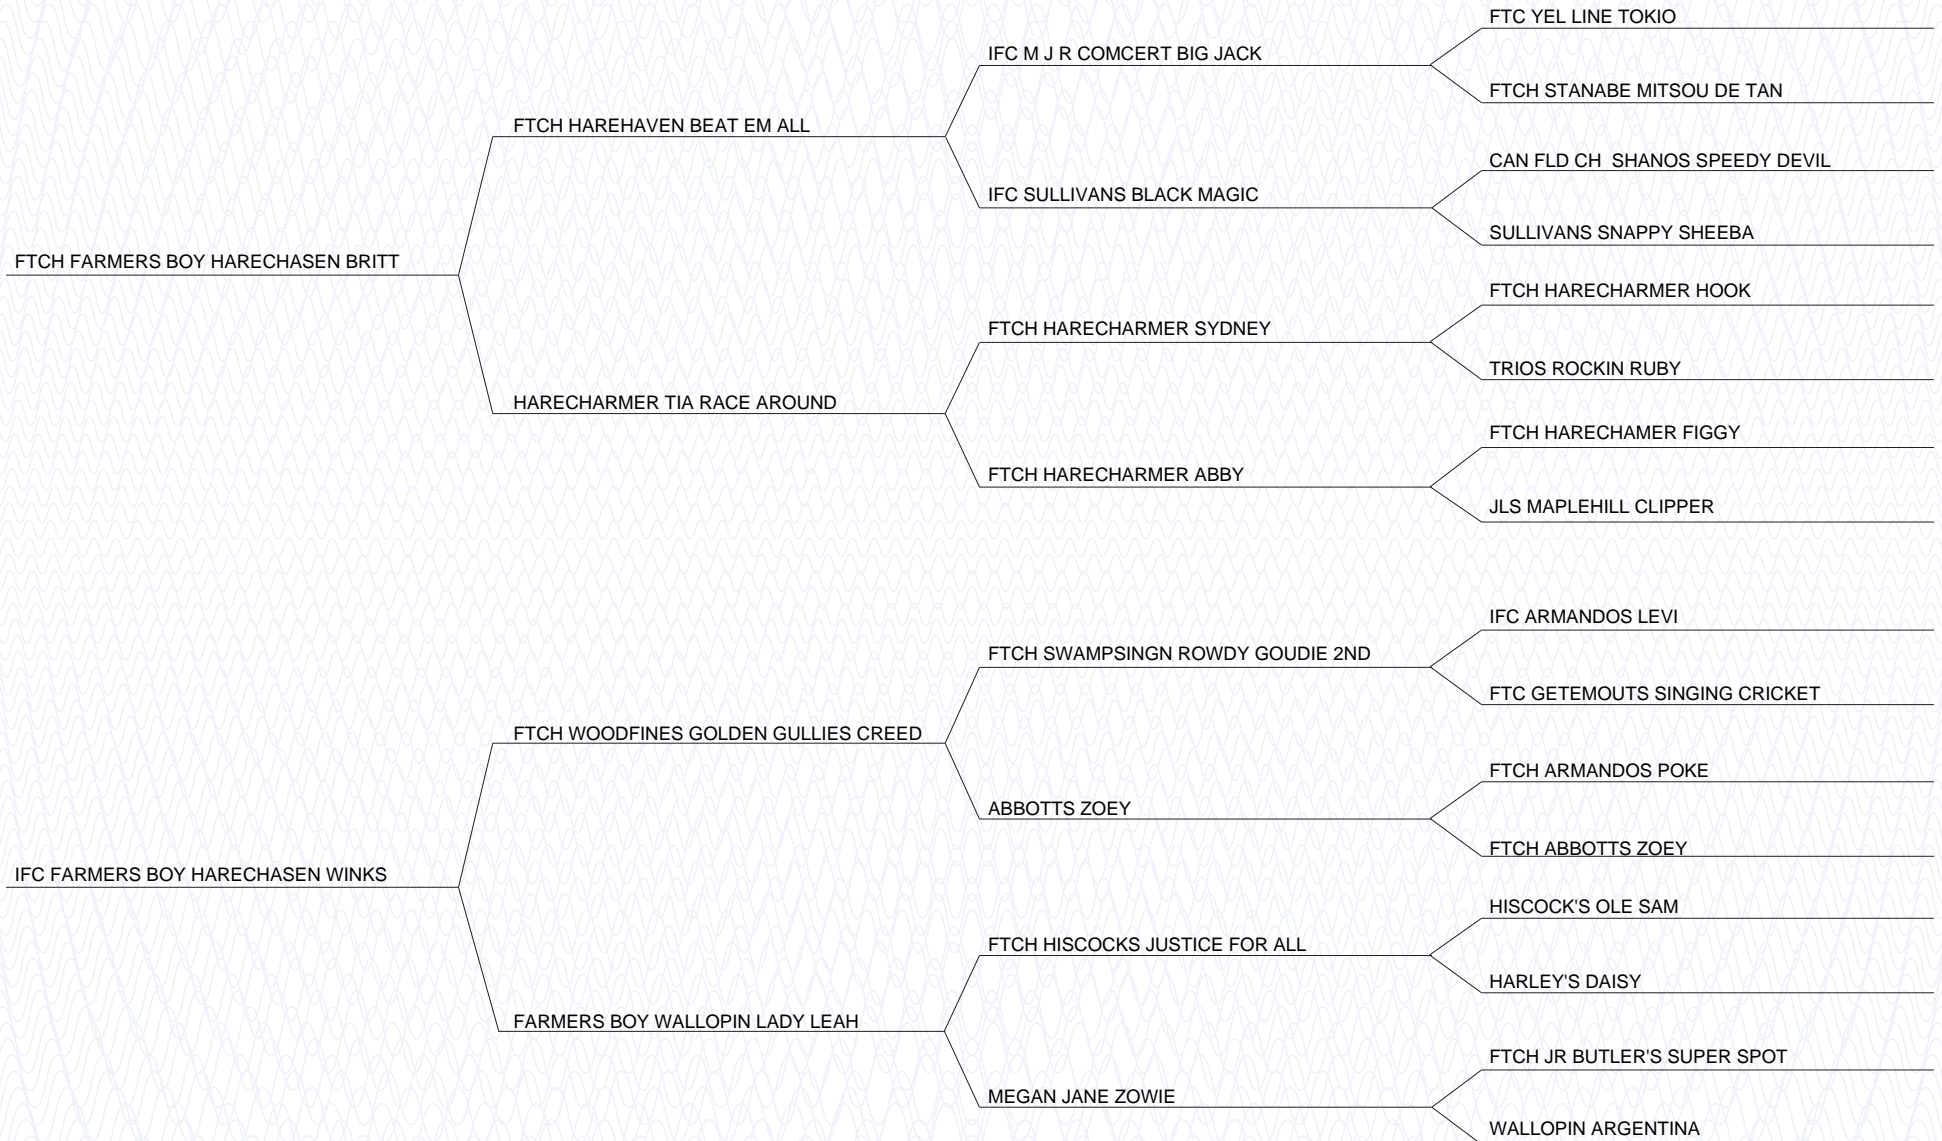 FTC YEL LINE TOKIO
IFC M J R COMCERT BIG JACK
FTCH STANABE MITSOU DE TAN
FTCH HAREHAVEN BEAT EM ALL
CAN FLD CH  SHANOS SPEEDY DEVIL
IFC SULLIVANS BLACK MAGIC
SULLIVANS SNAPPY SHEEBA
FTCH FARMERS BOY HARECHASEN BRITT
FTCH HARECHARMER HOOK
FTCH HARECHARMER SYDNEY
TRIOS ROCKIN RUBY
HARECHARMER TIA RACE AROUND
FTCH HARECHAMER FIGGY
FTCH HARECHARMER ABBY
JLS MAPLEHILL CLIPPER
IFC ARMANDOS LEVI
FTCH SWAMPSINGN ROWDY GOUDIE 2ND
FTC GETEMOUTS SINGING CRICKET
FTCH WOODFINES GOLDEN GULLIES CREED
FTCH ARMANDOS POKE
ABBOTTS ZOEY
FTCH ABBOTTS ZOEY
IFC FARMERS BOY HARECHASEN WINKS
HISCOCK'S OLE SAM
FTCH HISCOCKS JUSTICE FOR ALL
HARLEY'S DAISY
FARMERS BOY WALLOPIN LADY LEAH
FTCH JR BUTLER'S SUPER SPOT
MEGAN JANE ZOWIE
WALLOPIN ARGENTINA